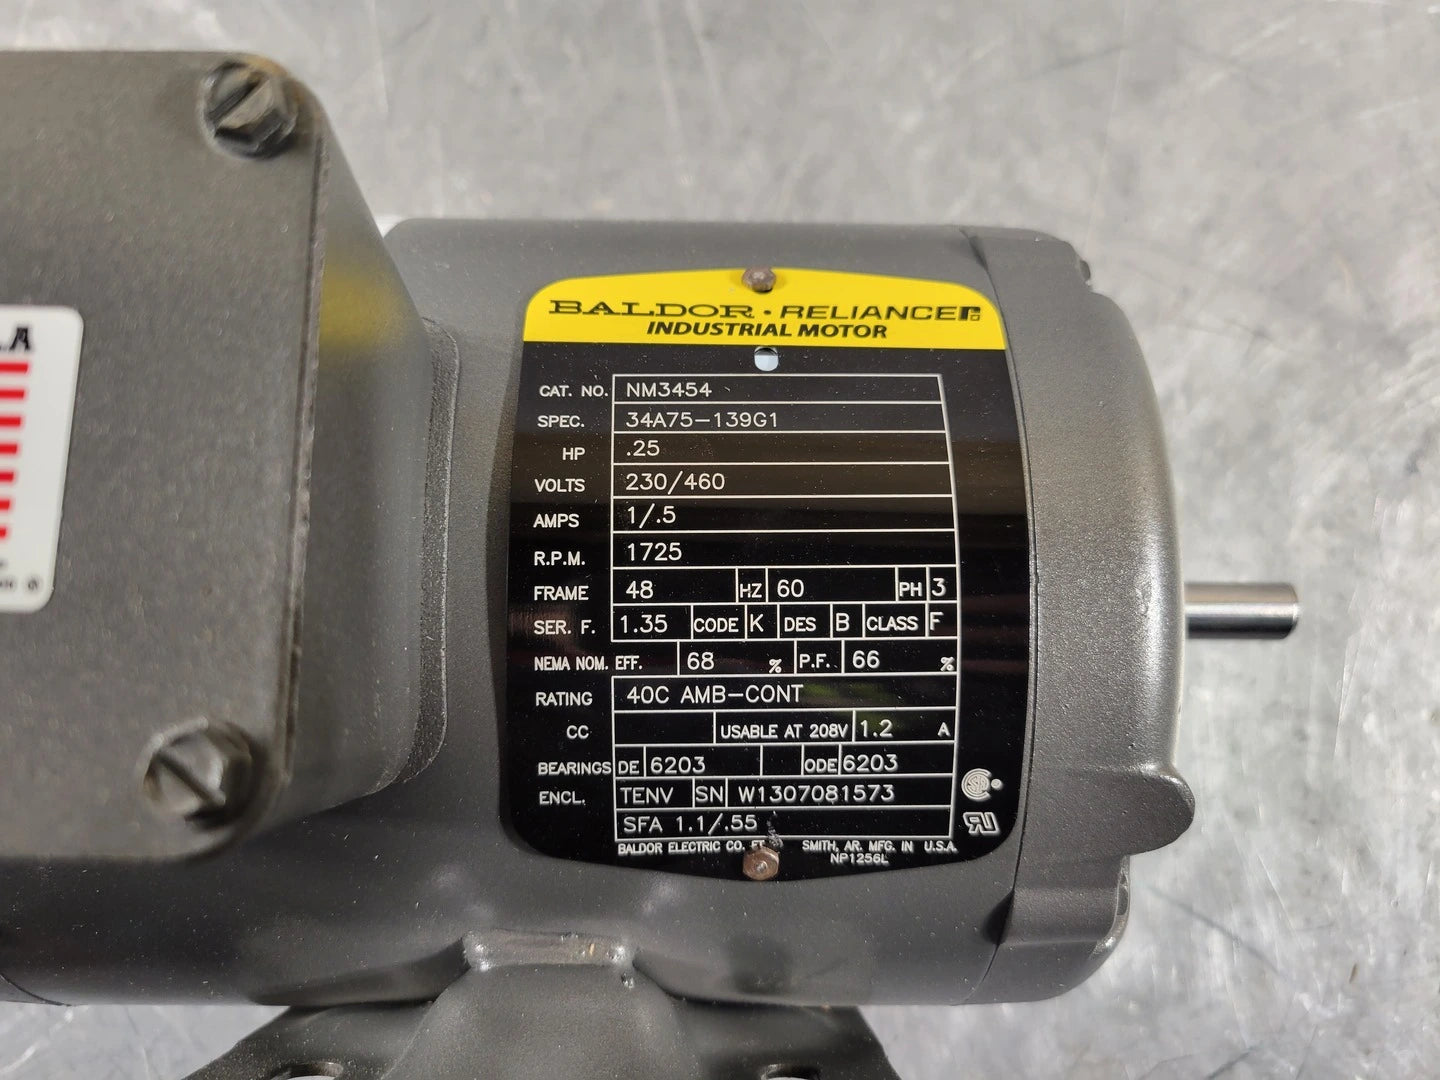 BALDOR · RELIANCE
INDUSTRIAL MOTOR
CAT. NO. NM3454
SPEC. 34A75-139G1
HP .25
VOLTS 230/460
AMPS 1/.5
R.P.M. 1725
FRAME 48 HZ 60 PH 3
SER. F. 1.35 CODE K DES B CLASS F
NEMA NOM. EFF. 68 % P.F. 66 %
RATING 40C AMB-CONT
CC USABLE AT 208V 1.2 A
BEARINGS DE 6203 ODE 6203
ENCL. TENV SN W1307081573
SFA 1.1/.55
BALDOR ELECTRIC CO. SMITH, AR. MFG. IN U.S.A.
NP1256L